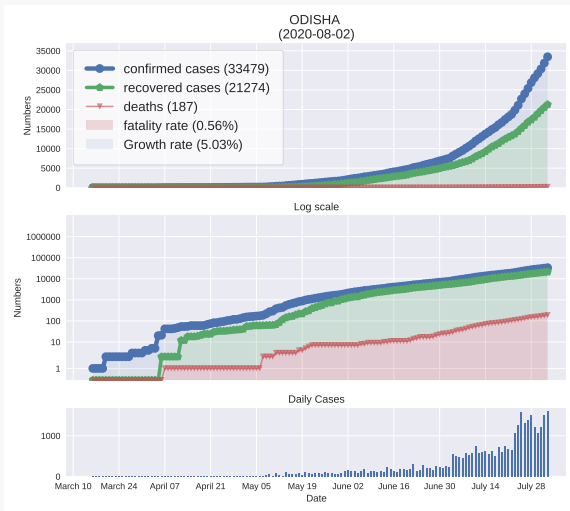 ODISHA
(2020-08-02)
35000
30000
25000
20000
15000
10000
5000
0
Numbers
confirmed cases (33479)
recovered cases (21274)
deaths (187)
fatality rate (0.56%)
Growth rate (5.03%)
Log scale
1000000
100000
10000
1000
100
10
1
Numbers
Daily Cases
1000
0
March 10 March 24 April 07 April 21 May 05 May 19 June 02 June 16 June 30 July 14 July 28
Date